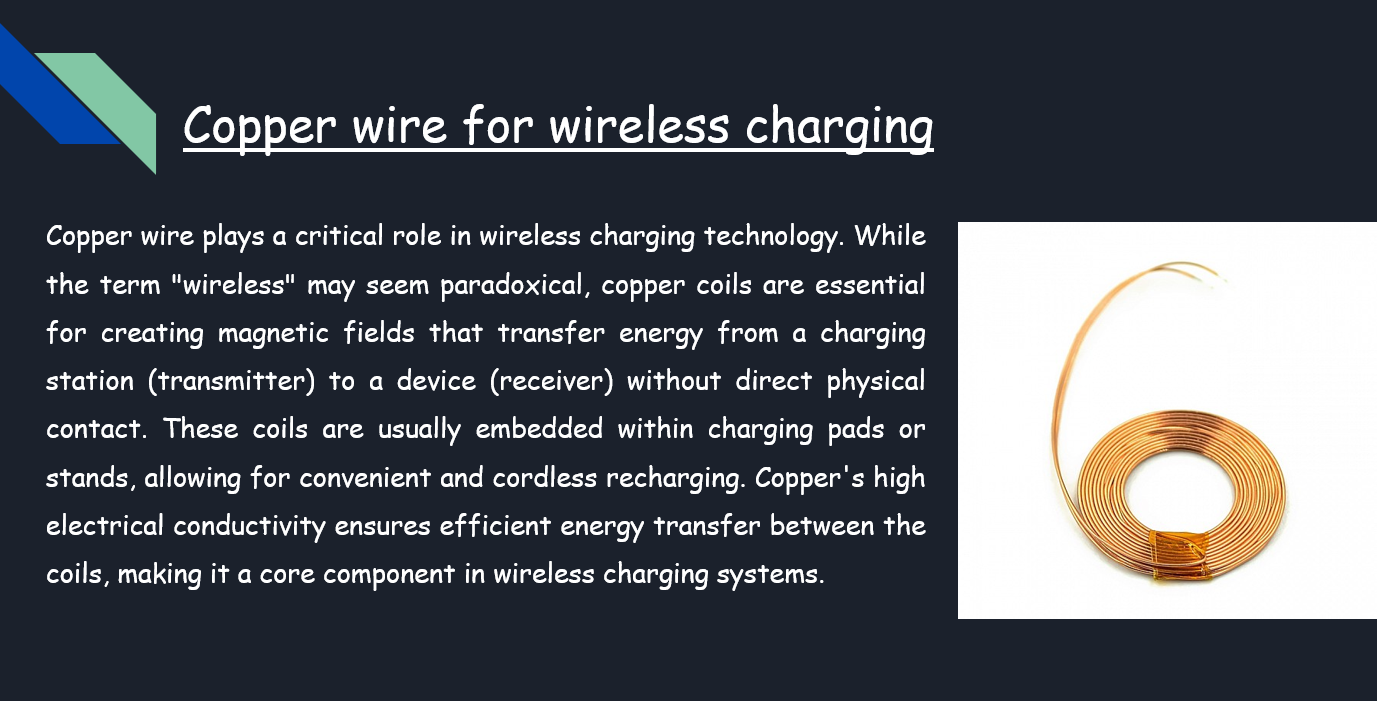 Copper wire for wireless charging
Copper wire plays a critical role in wireless charging technology. While
the term "wireless" may seem paradoxical, copper coils are essential
for creating magnetic fields that transfer energy from a charging
station (transmitter) to a device (receiver) without direct physical
contact. These coils are usually embedded within charging pads or
stands, allowing for convenient and cordless recharging. Copper's high
electrical conductivity ensures efficient energy transfer between the
coils, making it a core component in wireless charging systems.